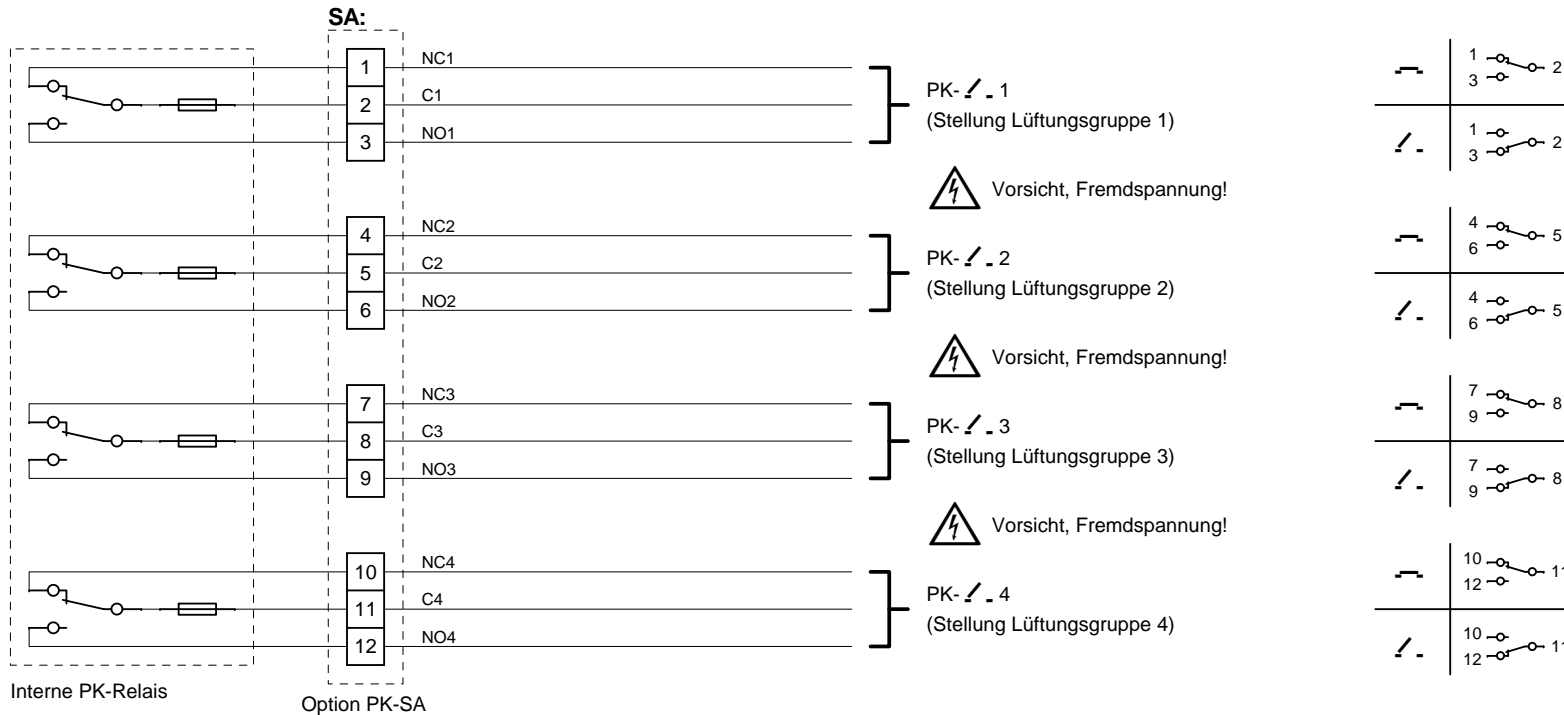 SA:
1 NC1
2 C1
3 NO1
PK- 1
(Stellung Lüftungsgruppe 1)
1 2
3
1 2
3
Vorsicht, Fremdspannung!
4 NC2
5 C2
6 NO2
PK- 2
(Stellung Lüftungsgruppe 2)
4 5
6
4 5
6
Vorsicht, Fremdspannung!
7 NC3
8 C3
9 NO3
PK- 3
(Stellung Lüftungsgruppe 3)
7 8
9
7 8
9
Vorsicht, Fremdspannung!
10 NC4
11 C4
12 NO4
PK- 4
(Stellung Lüftungsgruppe 4)
10 11
12
10 11
12
Interne PK-Relais
Option PK-SA